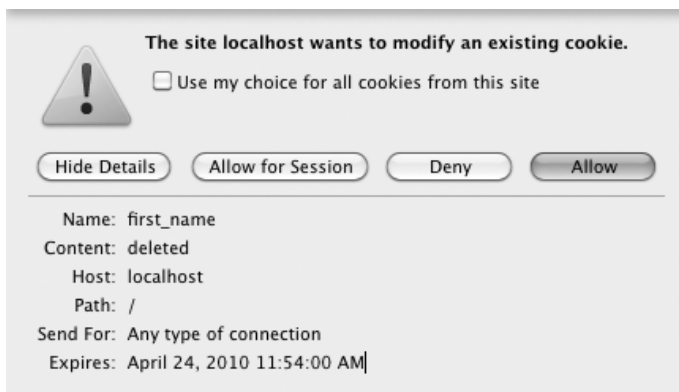 The site localhost wants to modify an existing cookie.
Use my choice for all cookies from this site
Hide Details Allow for Session Deny Allow
Name: first_name
Content: deleted
Host: localhost
Path: /
Send For: Any type of connection
Expires: April 24, 2010 11:54:00 AM